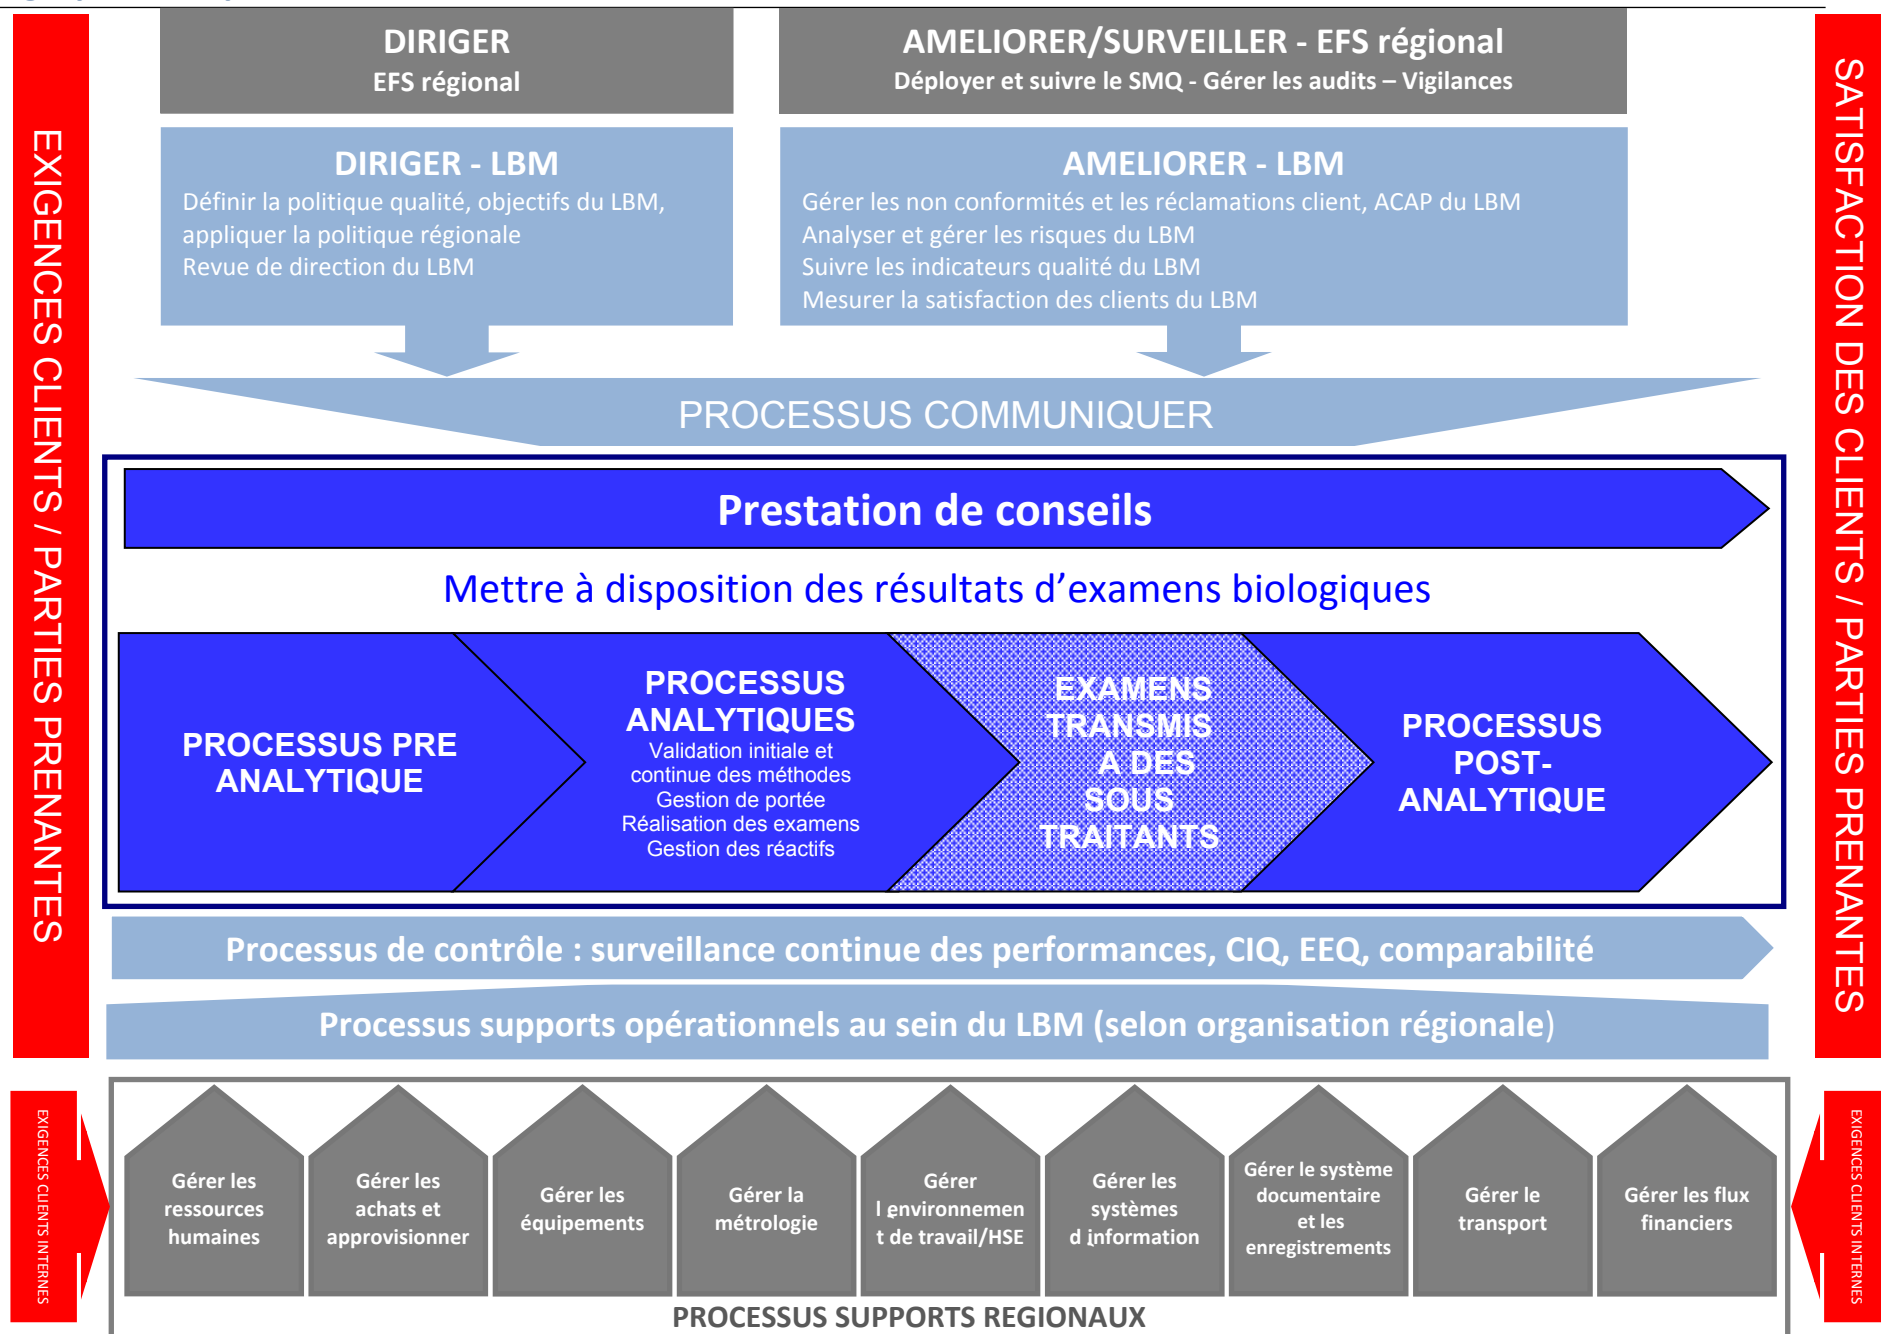 DIRIGER
EFS régional
AMELIORER/SURVEILLER - EFS régional
Déployer et suivre le SMQ - Gérer les audits – Vigilances
EXIGENCES CLIENTS / PARTIES PRENANTES
SATISFACTION DES CLIENTS / PARTIES PRENANTES
DIRIGER - LBM
Définir la politique qualité, objectifs du LBM,
appliquer la politique régionale
Revue de direction du LBM
AMELIORER - LBM
Gérer les non conformités et les réclamations client, ACAP du LBM
Analyser et gérer les risques du LBM
Suivre les indicateurs qualité du LBM
Mesurer la satisfaction des clients du LBM
PROCESSUS COMMUNIQUER
Prestation de conseils
Mettre à disposition des résultats d’examens biologiques
PROCESSUS PRE
ANALYTIQUE
PROCESSUS
ANALYTIQUES
Validation initiale et
continue des méthodes
Gestion de portée
Réalisation des examens
Gestion des réactifs
EXAMENS
TRANSMIS
A DES
SOUS
TRAITANTS
PROCESSUS
POST-
ANALYTIQUE
Processus de contrôle : surveillance continue des performances, CIQ, EEQ, comparabilité
Processus supports opérationnels au sein du LBM (selon organisation régionale)
EXIGENCES CLIENTS INTERNES
Gérer les
ressources
humaines
Gérer les
achats et
approvisionner
Gérer les
équipements
Gérer la
métrologie
Gérer
l’environnemen
t de travail/HSE
Gérer les
systèmes
d’information
Gérer le système
documentaire
et les
enregistrements
Gérer le
transport
Gérer les flux
financiers
EXIGENCES CLIENTS INTERNES
PROCESSUS SUPPORTS REGIONAUX